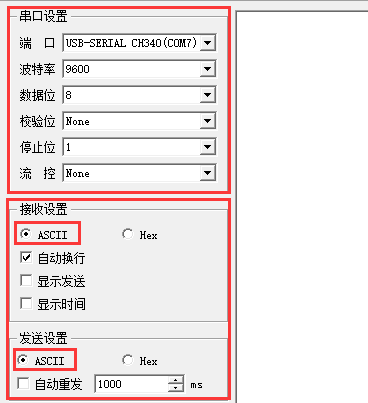 串口设置
端 口 USB-SERIAL CH340(COM7)
波特率 9600
数据位 8
校验位 None
停止位 1
流 控 None
接收设置
ASCII Hex
自动换行
显示发送
显示时间
发送设置
ASCII Hex
自动重发 1000 ms